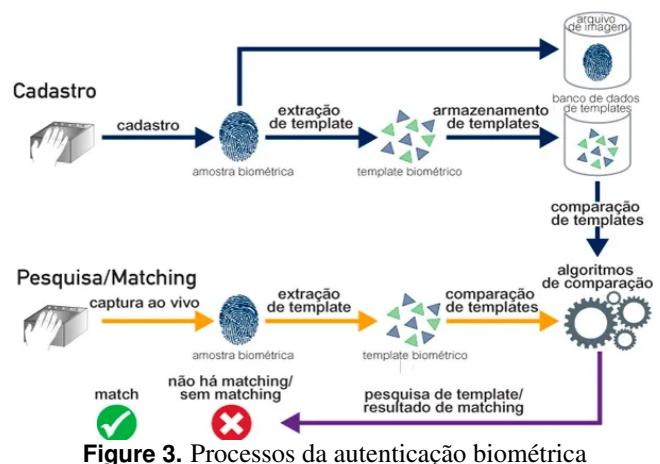 arquivo
de imagem
Cadastro
cadastro
extração
de template
armazenamento
de templates
banco de dados
de templates
amostra biométrica
template biométrico
comparação
de templates
Pesquisa/Matching
captura ao vivo
extração
de template
comparação
de templates
algoritmos
de comparação
amostra biométrica
template biométrico
match
não há matching/
sem matching
pesquisa de template/
resultado de matching
Figure 3. Processos da autenticação biométrica